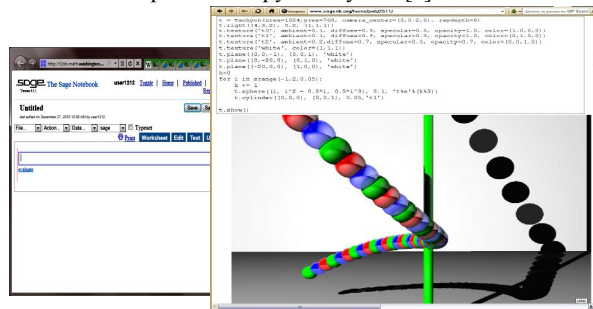 http://t2nb.math.washington...
www.sagenb.org/home/pub/2611/
sage The Sage Notebook
user1212 Toggle | Home | Published |
Version 4.1.1
Untitled
Save
last edited on December 27, 2010 10:00 AM by user1212
File... Action... Data... sage Typeset
Print Worksheet Edit Text
evaluate
t = Tachyon(xres=1024,yres=760, camera_center=(3,0.2,0), raydepth=8)
t.light((4,3,2), 0.2, (1,1,1))
t.texture('t0', ambient=0.1, diffuse=0.9, specular=0.5, opacity=1.0, color=(1.0,0,0))
t.texture('t1', ambient=0.1, diffuse=0.9, specular=0.3, opacity=1.0, color=(0,1.0,0))
t.texture('t2', ambient=0.2,diffuse=0.7, specular=0.5, opacity=0.7, color=(0,0,1.0))
t.texture('white', color=(1,1,1))
t.plane((0,0,-1), (0,0,1), 'white')
t.plane((0,-20,0), (0,1,0), 'white')
t.plane((-20,0,0), (1,0,0), 'white')
k=0
for i in srange(-1,2,0.05):
k += 1
t.sphere((i, i^2 - 0.5*i, 0.5*i^3), 0.1, 't%s'%(k%3))
t.cylinder((0,0,0), (0,0,1), 0.05,'t1')
t.show()